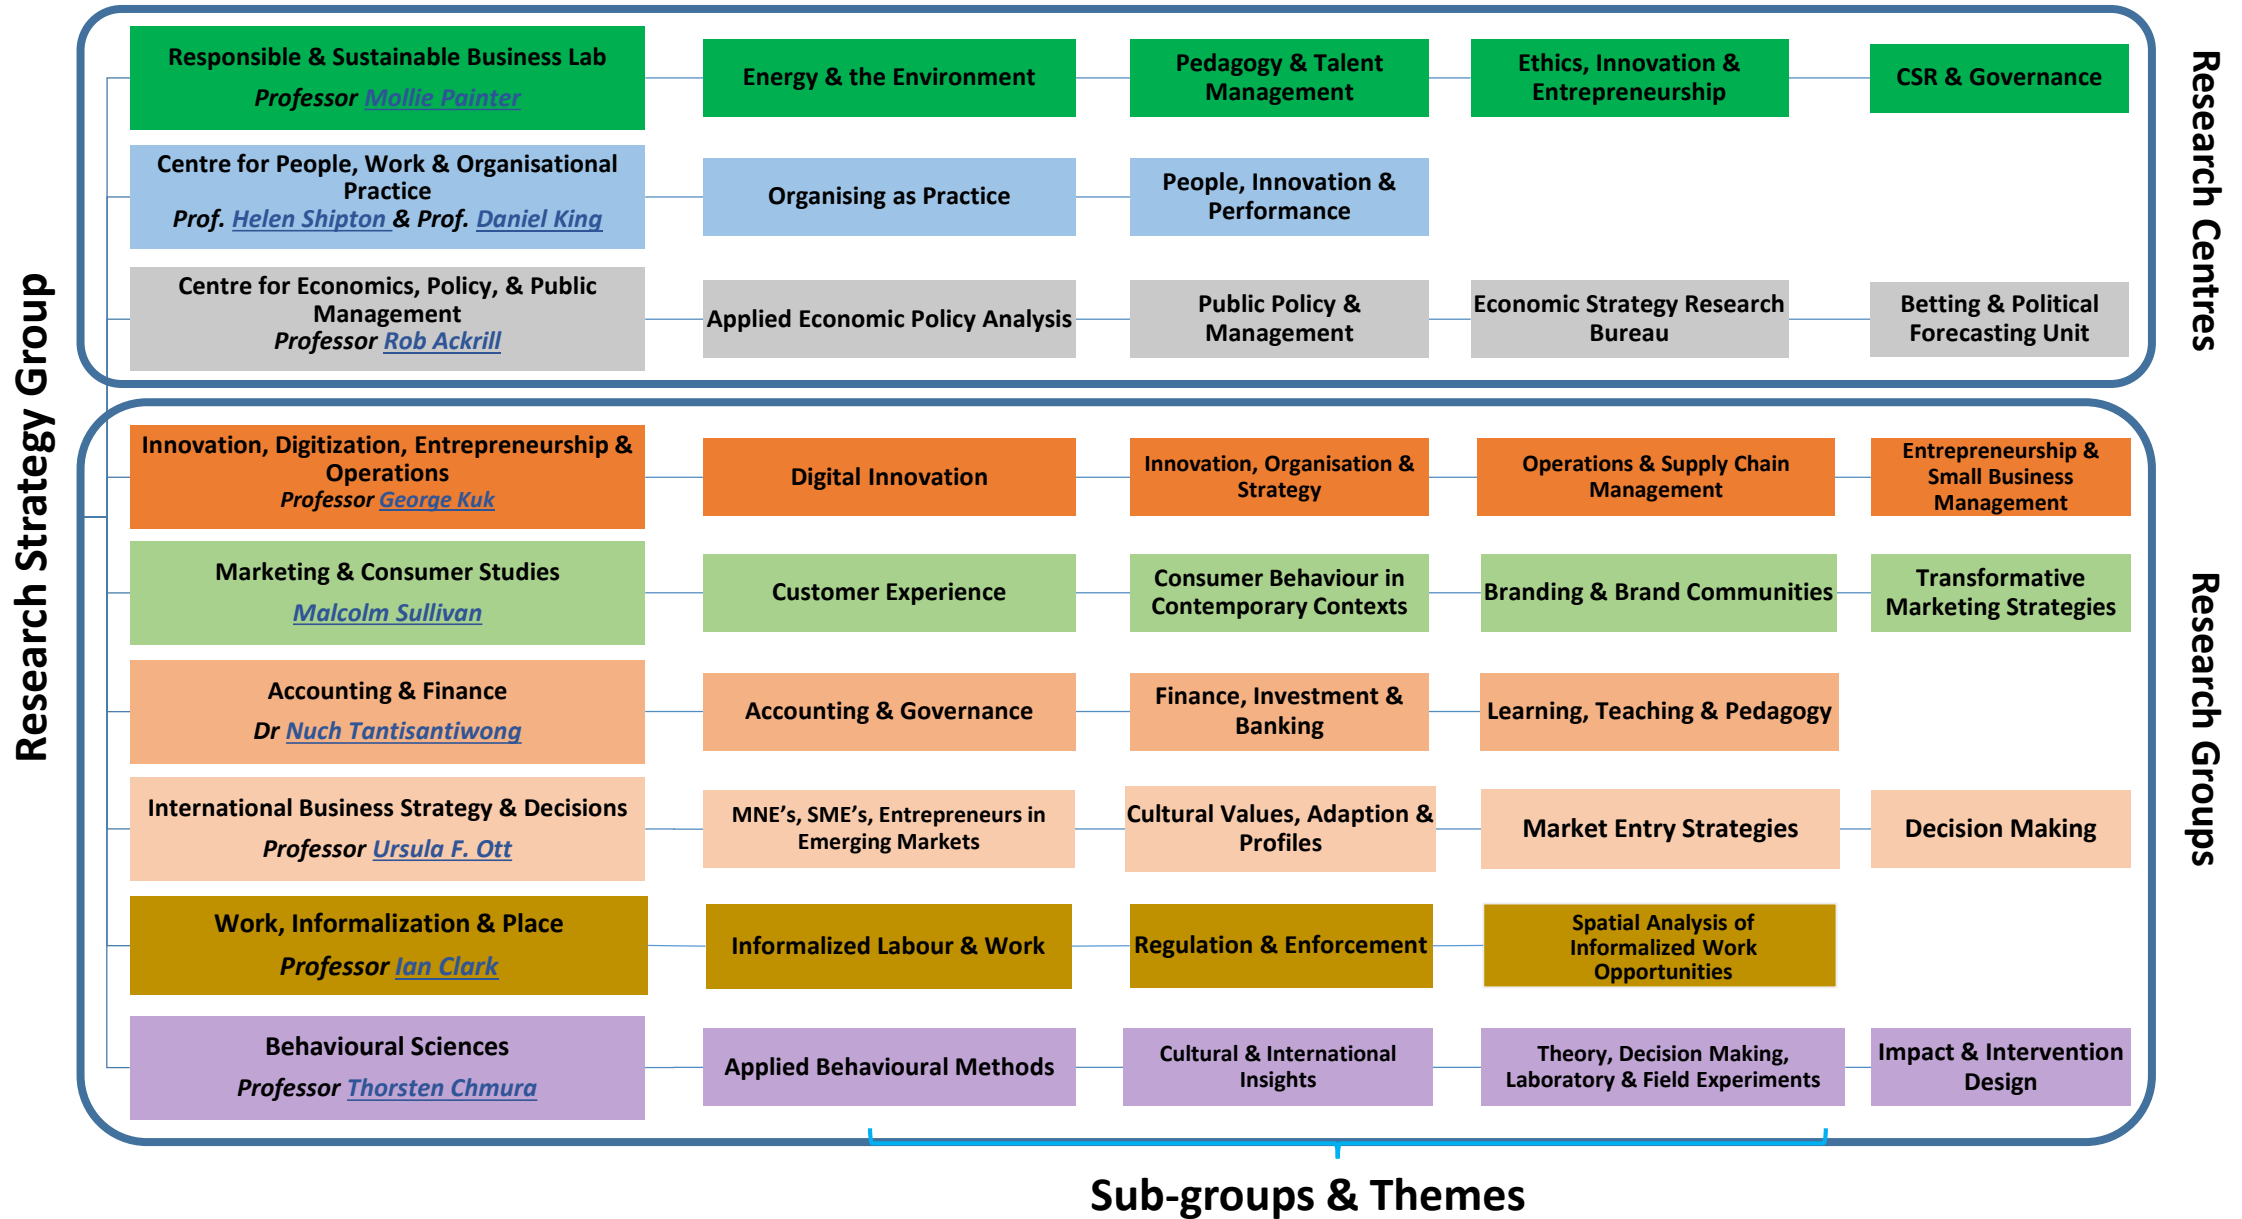 Research Strategy Group
Research Centres
Responsible & Sustainable Business Lab
Professor Mollie Painter
Energy & the Environment
Pedagogy & Talent
Management
Ethics, Innovation &
Entrepreneurship
CSR & Governance
Centre for People, Work & Organisational
Practice
Prof. Helen Shipton & Prof. Daniel King
Organising as Practice
People, Innovation &
Performance
Centre for Economics, Policy, & Public
Management
Professor Rob Ackrill
Applied Economic Policy Analysis
Public Policy &
Management
Economic Strategy Research
Bureau
Betting & Political
Forecasting Unit
Research Groups
Innovation, Digitization, Entrepreneurship &
Operations
Professor George Kuk
Digital Innovation
Innovation, Organisation &
Strategy
Operations & Supply Chain
Management
Entrepreneurship &
Small Business
Management
Marketing & Consumer Studies
Malcolm Sullivan
Customer Experience
Consumer Behaviour in
Contemporary Contexts
Branding & Brand Communities
Transformative
Marketing Strategies
Accounting & Finance
Dr Nuch Tantisantiwong
Accounting & Governance
Finance, Investment &
Banking
Learning, Teaching & Pedagogy
International Business Strategy & Decisions
Professor Ursula F. Ott
MNE’s, SME’s, Entrepreneurs in
Emerging Markets
Cultural Values, Adaption &
Profiles
Market Entry Strategies
Decision Making
Work, Informalization & Place
Professor Ian Clark
Informalized Labour & Work
Regulation & Enforcement
Spatial Analysis of
Informalized Work
Opportunities
Behavioural Sciences
Professor Thorsten Chmura
Applied Behavioural Methods
Cultural & International
Insights
Theory, Decision Making,
Laboratory & Field Experiments
Impact & Intervention
Design
Sub-groups & Themes